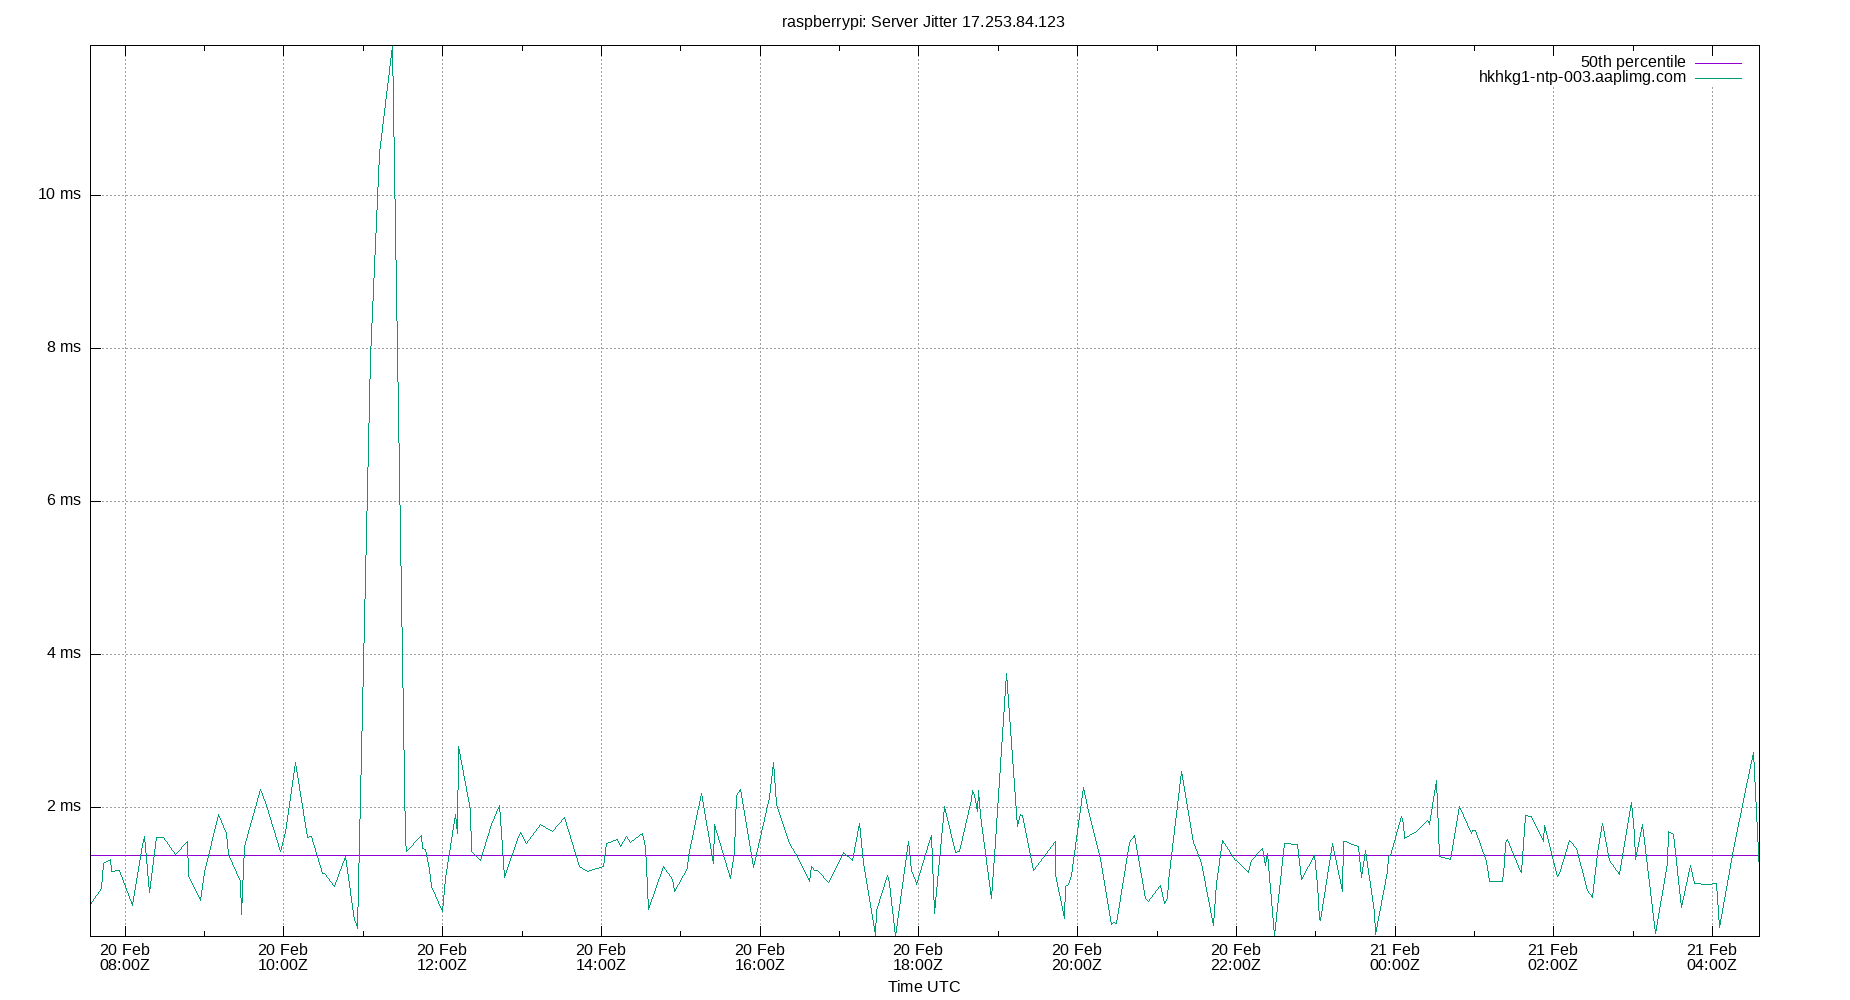 raspberrypi: Server Jitter 17.253.84.123
50th percentile
hkhkg1-ntp-003.aaplimg.com
10 ms
8 ms
6 ms
4 ms
2 ms
20 Feb 20 Feb 20 Feb 20 Feb 20 Feb 20 Feb 20 Feb 20 Feb 21 Feb 21 Feb 21 Feb
08:00Z 10:00Z 12:00Z 14:00Z 16:00Z 18:00Z 20:00Z 22:00Z 00:00Z 02:00Z 04:00Z
Time UTC